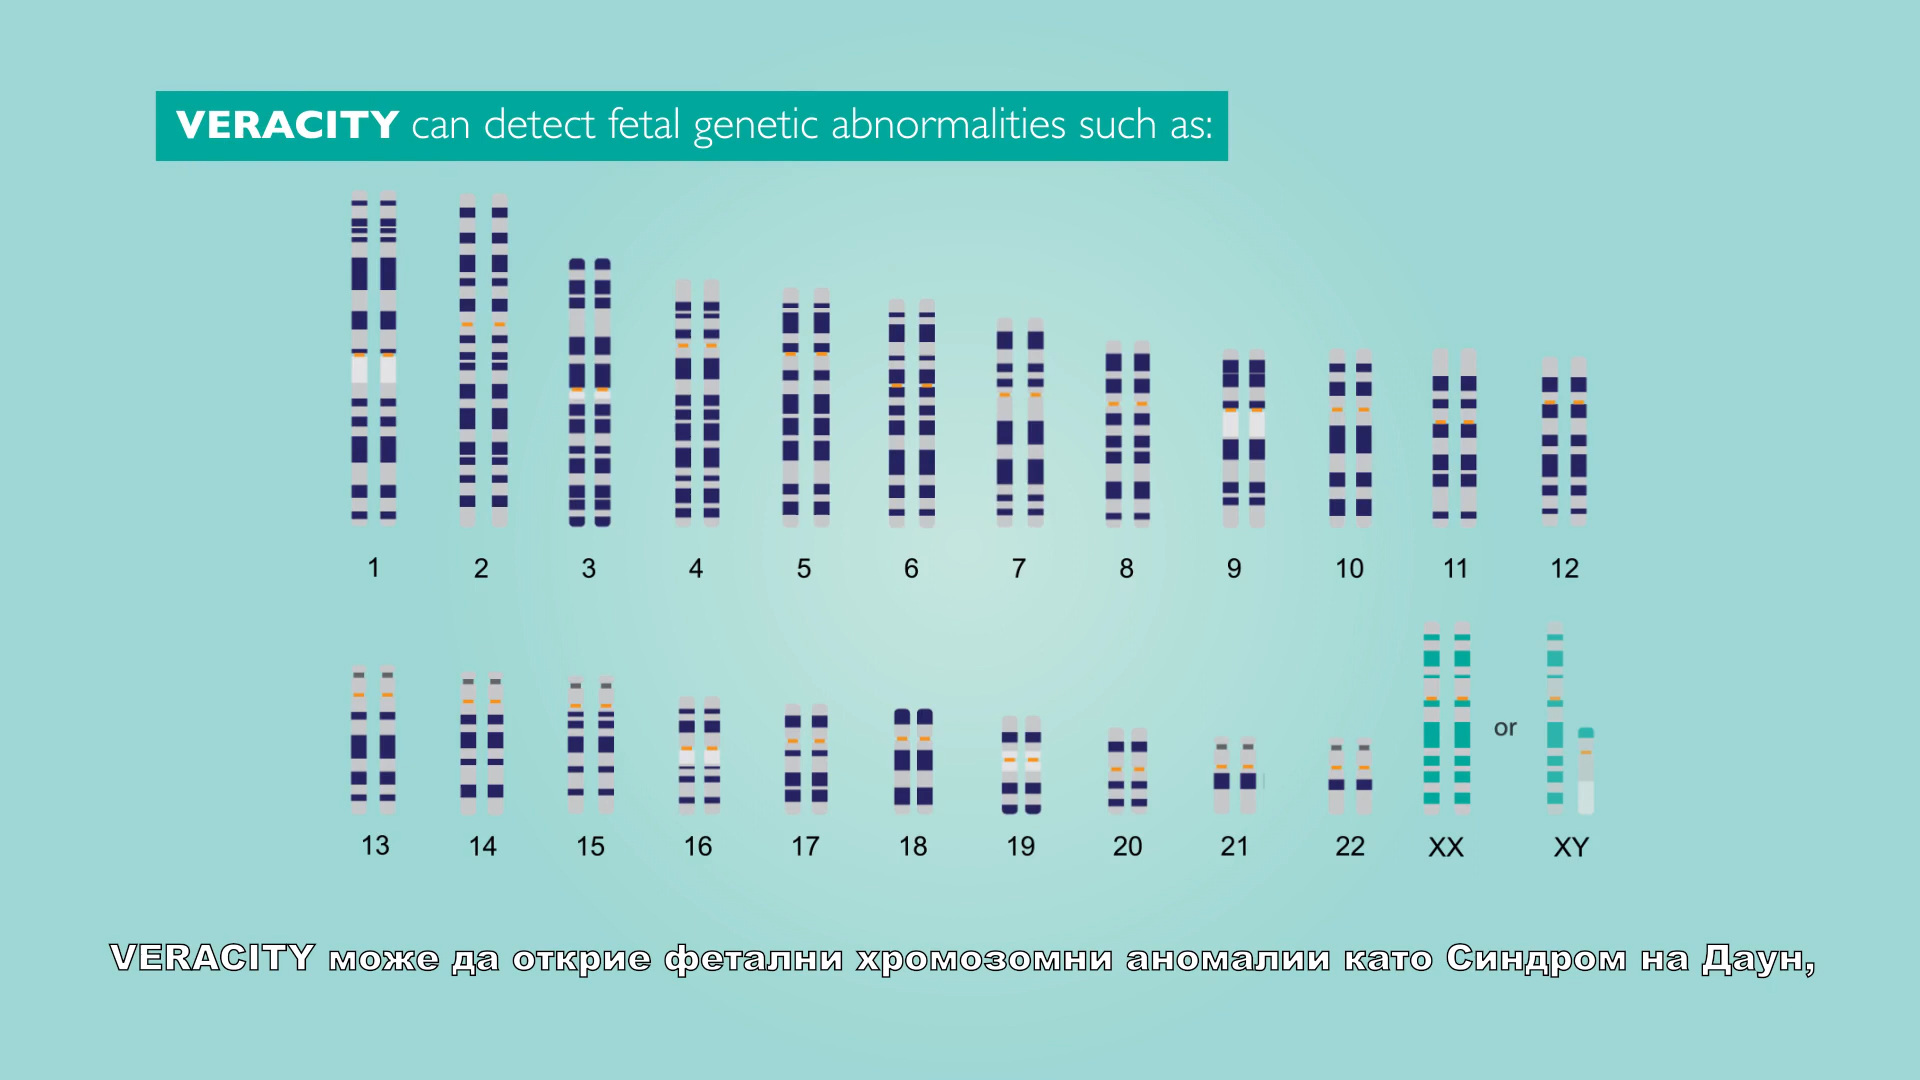 VERACITY can detect fetal genetic abnormalities such as:
1 2 3 4 5 6 7 8 9 10 11 12
or
13 14 15 16 17 18 19 20 21 22 XX XY
VERACITY може да открие фетални хромозомни аномалии като Синдром на Даун,